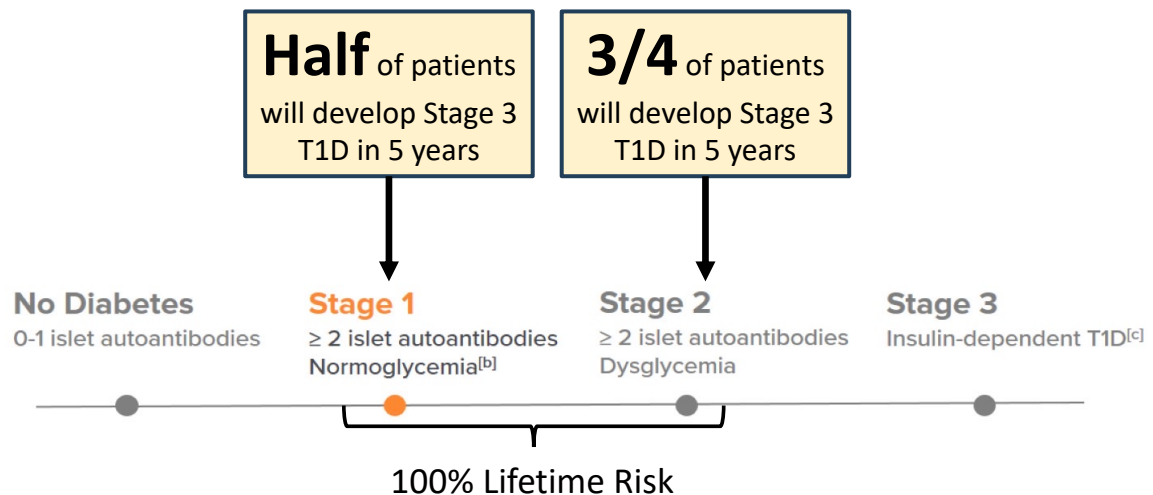 Half of patients
will develop Stage 3
T1D in 5 years
3/4 of patients
will develop Stage 3
T1D in 5 years
No Diabetes
0-1 islet autoantibodies
Stage 1
≥ 2 islet autoantibodies
Normoglycemia[b]
Stage 2
≥ 2 islet autoantibodies
Dysglycemia
Stage 3
Insulin-dependent T1D[c]
100% Lifetime Risk